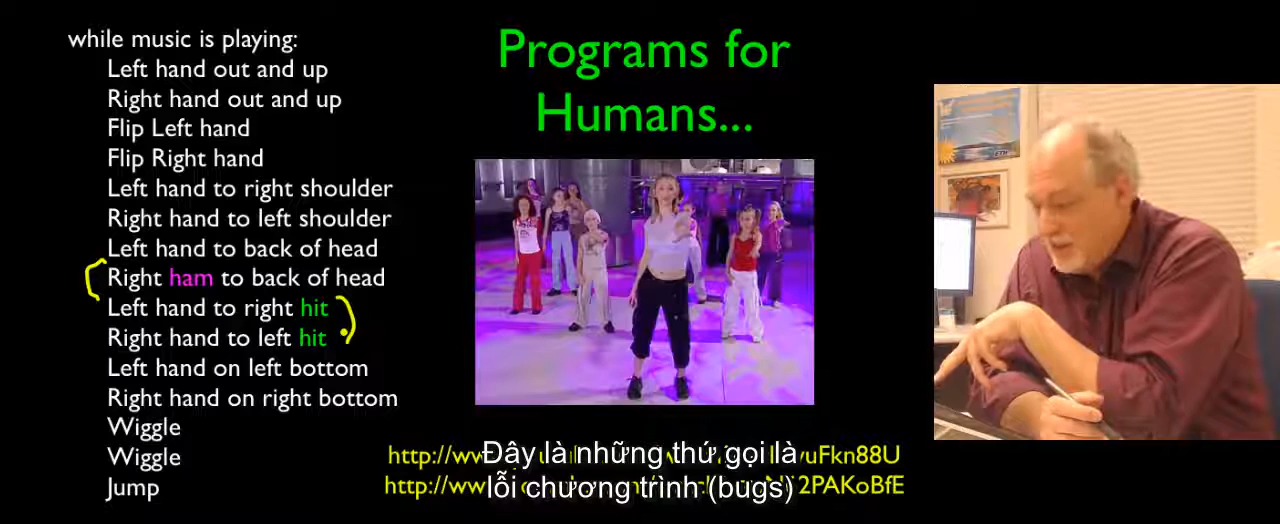 while music is playing:
Left hand out and up
Right hand out and up
Flip Left hand
Flip Right hand
Left hand to right shoulder
Right hand to left shoulder
Left hand to back of head
Right ham to back of head
Left hand to right hit
Right hand to left hit
Left hand on left bottom
Right hand on right bottom
Wiggle
Wiggle
Jump
Programs for
Humans...
Đây là những thứ gọi là
lỗi chương trình (bugs)